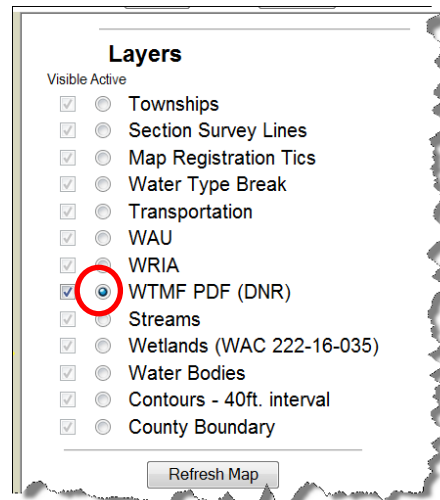 Layers
Visible Active
Townships
Section Survey Lines
Map Registration Tics
Water Type Break
Transportation
WAU
WRIA
WTMF PDF (DNR)
Streams
Wetlands (WAC 222-16-035)
Water Bodies
Contours - 40ft. interval
County Boundary
Refresh Map